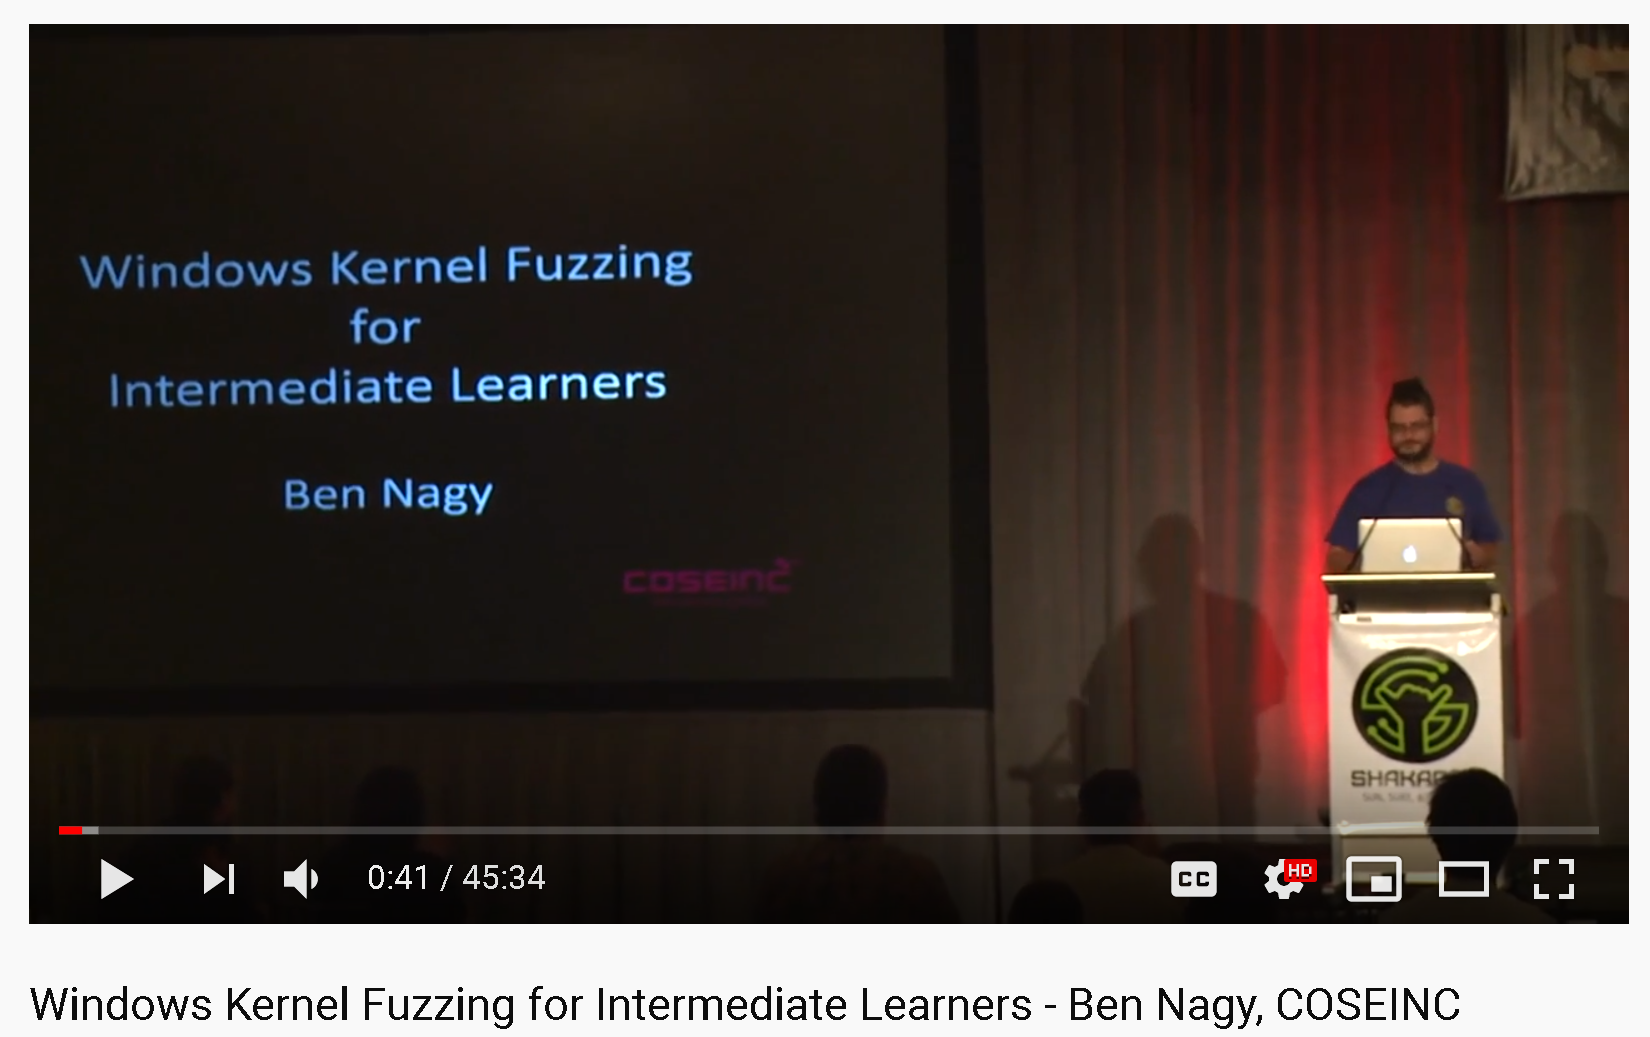 Windows Kernel Fuzzing
for
Intermediate Learners
Ben Nagy
COSEINC
0:41 / 45:34
CC
HD
Windows Kernel Fuzzing for Intermediate Learners - Ben Nagy, COSEINC